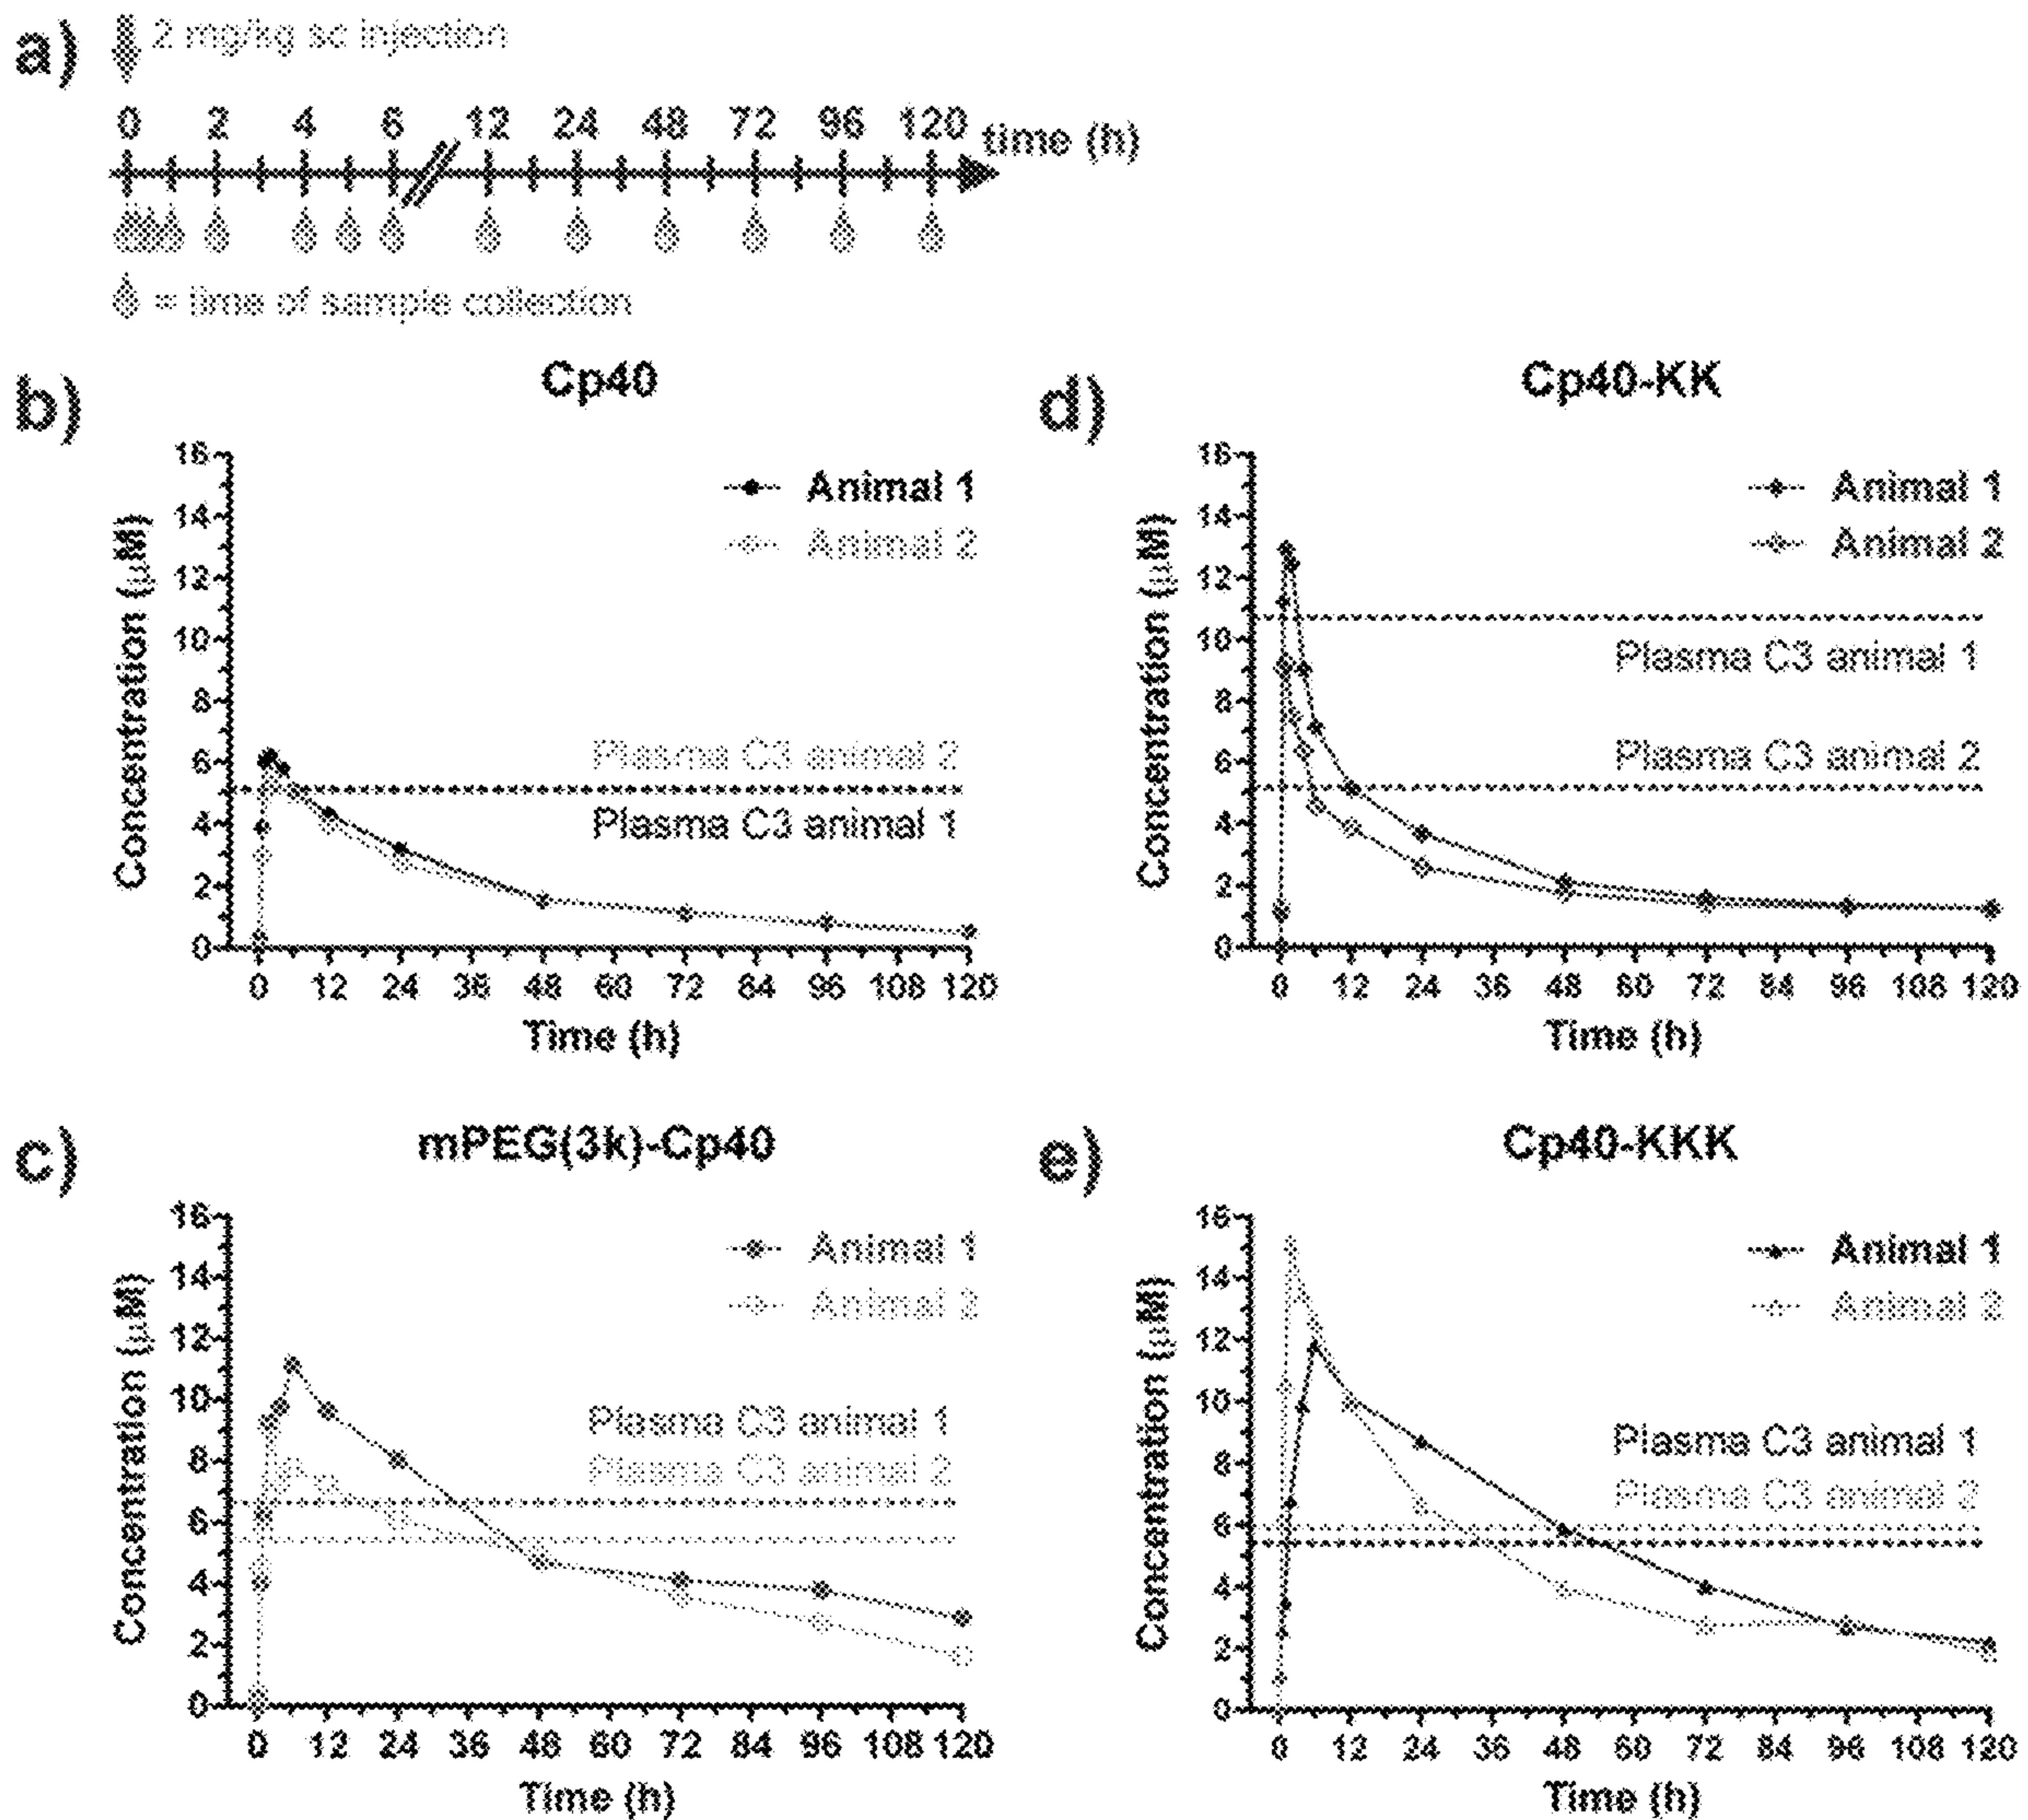 a)
2 mg/kg sc injection
0 2 4 6 12 24 48 72 96 120 time (h)
= time of sample collection
b)
Cp40
16
14
12
10
8
6
4
2
0
Concentration (µM)
Animal 1
Animal 2
Plasma C3 animal 2
Plasma C3 animal 1
0 12 24 36 48 60 72 84 96 108 120
Time (h)
d)
Cp40-KK
16
14
12
10
8
6
4
2
0
Concentration (µM)
Animal 1
Animal 2
Plasma C3 animal 1
Plasma C3 animal 2
0 12 24 36 48 60 72 84 96 108 120
Time (h)
c)
mPEG(3k)-Cp40
16
14
12
10
8
6
4
2
0
Concentration (µM)
Animal 1
Animal 2
Plasma C3 animal 1
Plasma C3 animal 2
0 12 24 36 48 60 72 84 96 108 120
Time (h)
e)
Cp40-KKK
16
14
12
10
8
6
4
2
0
Concentration (µM)
Animal 1
Animal 2
Plasma C3 animal 1
Plasma C3 animal 2
0 12 24 36 48 60 72 84 96 108 120
Time (h)